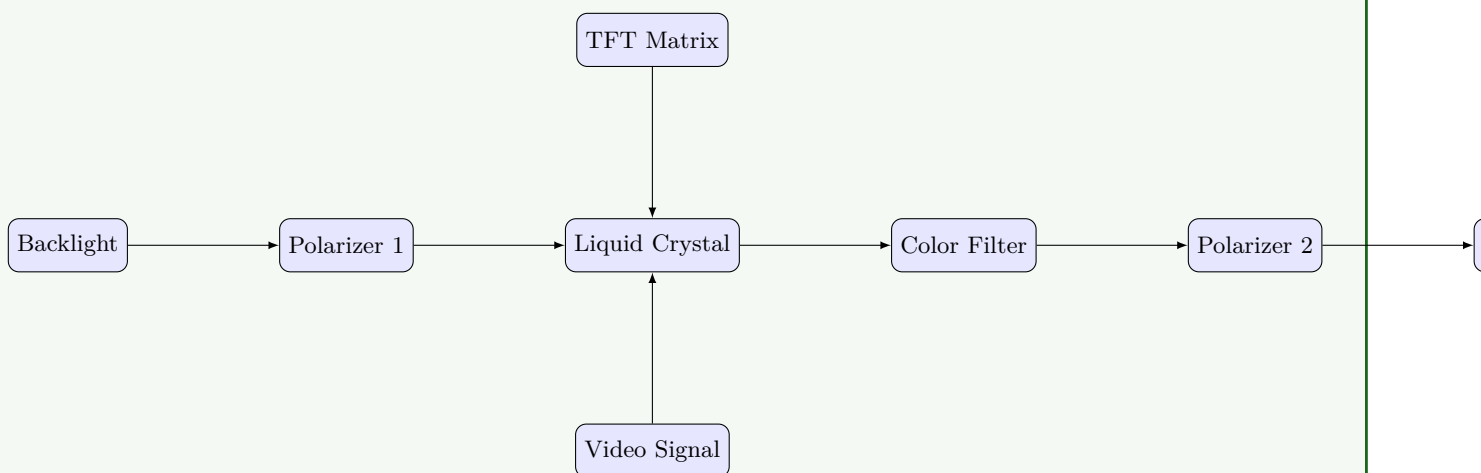 TFT Matrix
Backlight
Polarizer 1
Liquid Crystal
Color Filter
Polarizer 2
Video Signal